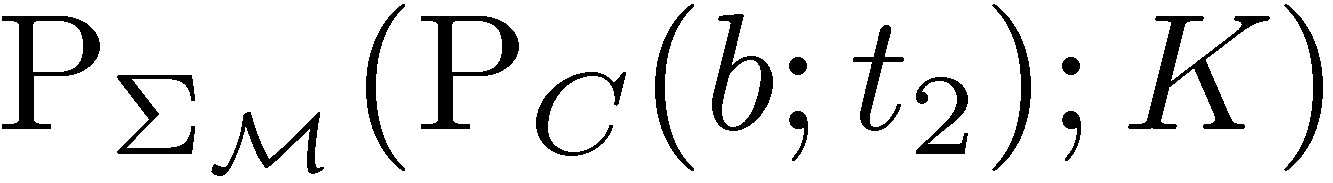 P_{Σ_ℳ}(P_C(b; t_2); K)